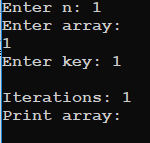 Enter n: 1
Enter array:
1
Enter key: 1
Iterations: 1
Print array: